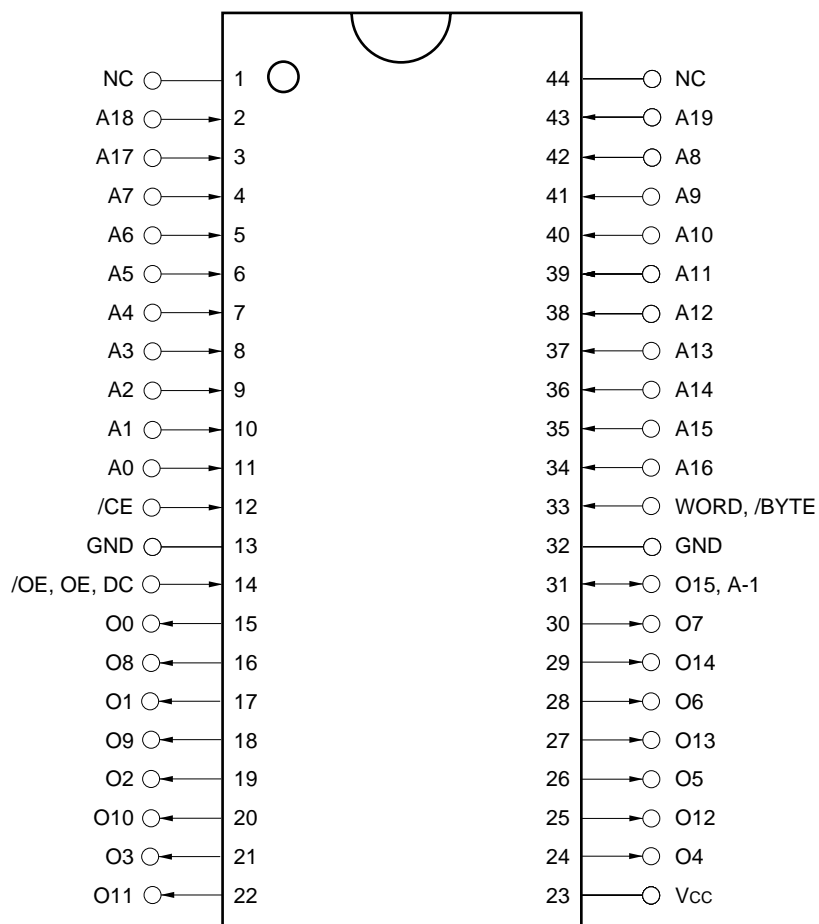 NC 1 44 NC
A18 2 43 A19
A17 3 42 A8
A7 4 41 A9
A6 5 40 A10
A5 6 39 A11
A4 7 38 A12
A3 8 37 A13
A2 9 36 A14
A1 10 35 A15
A0 11 34 A16
/CE 12 33 WORD, /BYTE
GND 13 32 GND
/OE, OE, DC 14 31 O15, A-1
O0 15 30 O7
O8 16 29 O14
O1 17 28 O6
O9 18 27 O13
O2 19 26 O5
O10 20 25 O12
O3 21 24 O4
O11 22 23 Vcc